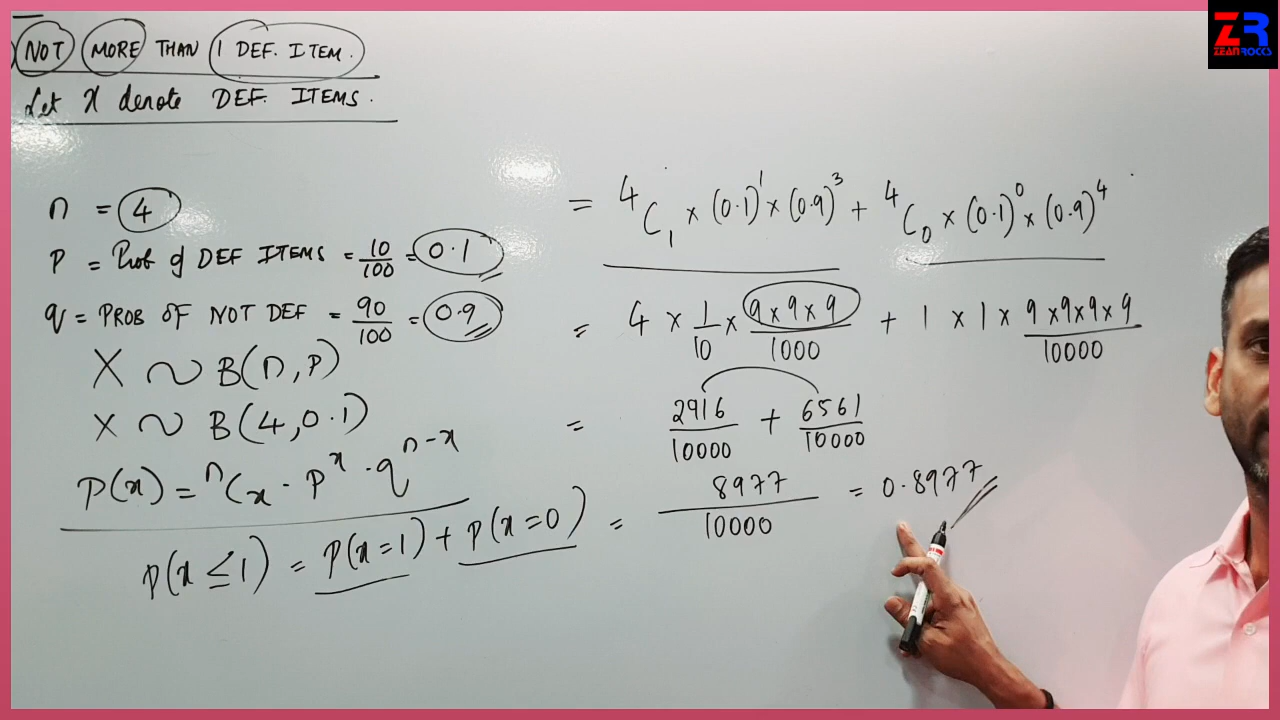 NOT MORE THAN 1 DEF. ITEM.
Let X denote DEF. ITEMS.
n = 4
P = Prob of DEF ITEMS = 10/100 = 0.1
q = PROB OF NOT DEF = 90/100 = 0.9
X ~ B(n, P)
X ~ B(4, 0.1)
P(x) = ⁿCₓ · Pˣ · qⁿ⁻ˣ
P(x ≤ 1) = P(x=1) + P(x=0)
= ⁴C₁ × (0.1)¹ × (0.9)³ + ⁴C₀ × (0.1)⁰ × (0.9)⁴
= 4 × 1/10 × 9 × 9 × 9/1000 + 1 × 1 × 9 × 9 × 9 × 9/10000
= 2916/10000 + 6561/10000
= 8977/10000 = 0.8977
ZR
ZEAN ROCKS